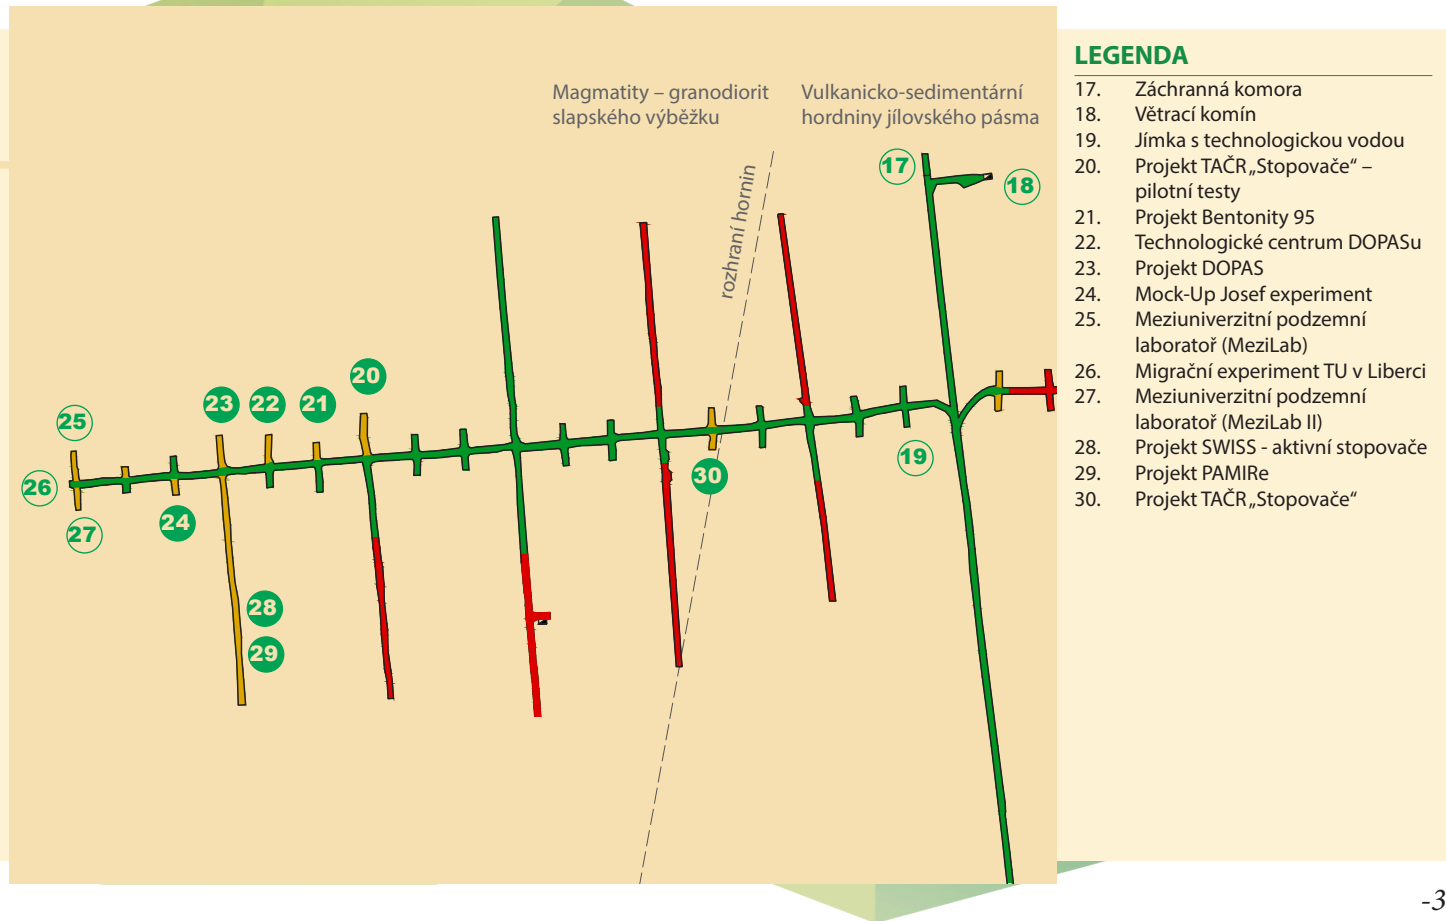 Magmatity – granodiorit
slapského výběžku
Vulkanicko-sedimentární
hordniny jílovského pásma
rozhraní hornin
17
18
20
23
22
21
25
19
26
30
24
27
28
29
LEGENDA
17. Záchranná komora
18. Větrací komín
19. Jímka s technologickou vodou
20. Projekt TAČR „Stopovače“ –
pilotní testy
21. Projekt Bentonity 95
22. Technologické centrum DOPASu
23. Projekt DOPAS
24. Mock-Up Josef experiment
25. Meziuniverzitní podzemní
laboratoř (MeziLab)
26. Migrační experiment TU v Liberci
27. Meziuniverzitní podzemní
laboratoř (MeziLab II)
28. Projekt SWISS - aktivní stopovače
29. Projekt PAMIRe
30. Projekt TAČR „Stopovače“
-3